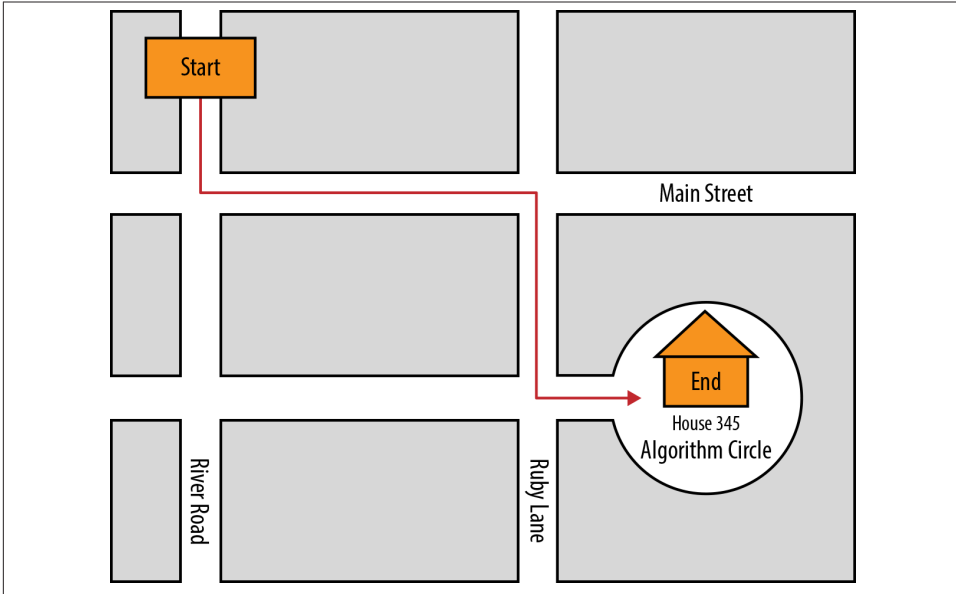 Start
Main Street
End
House 345
Algorithm Circle
River Road
Ruby Lane